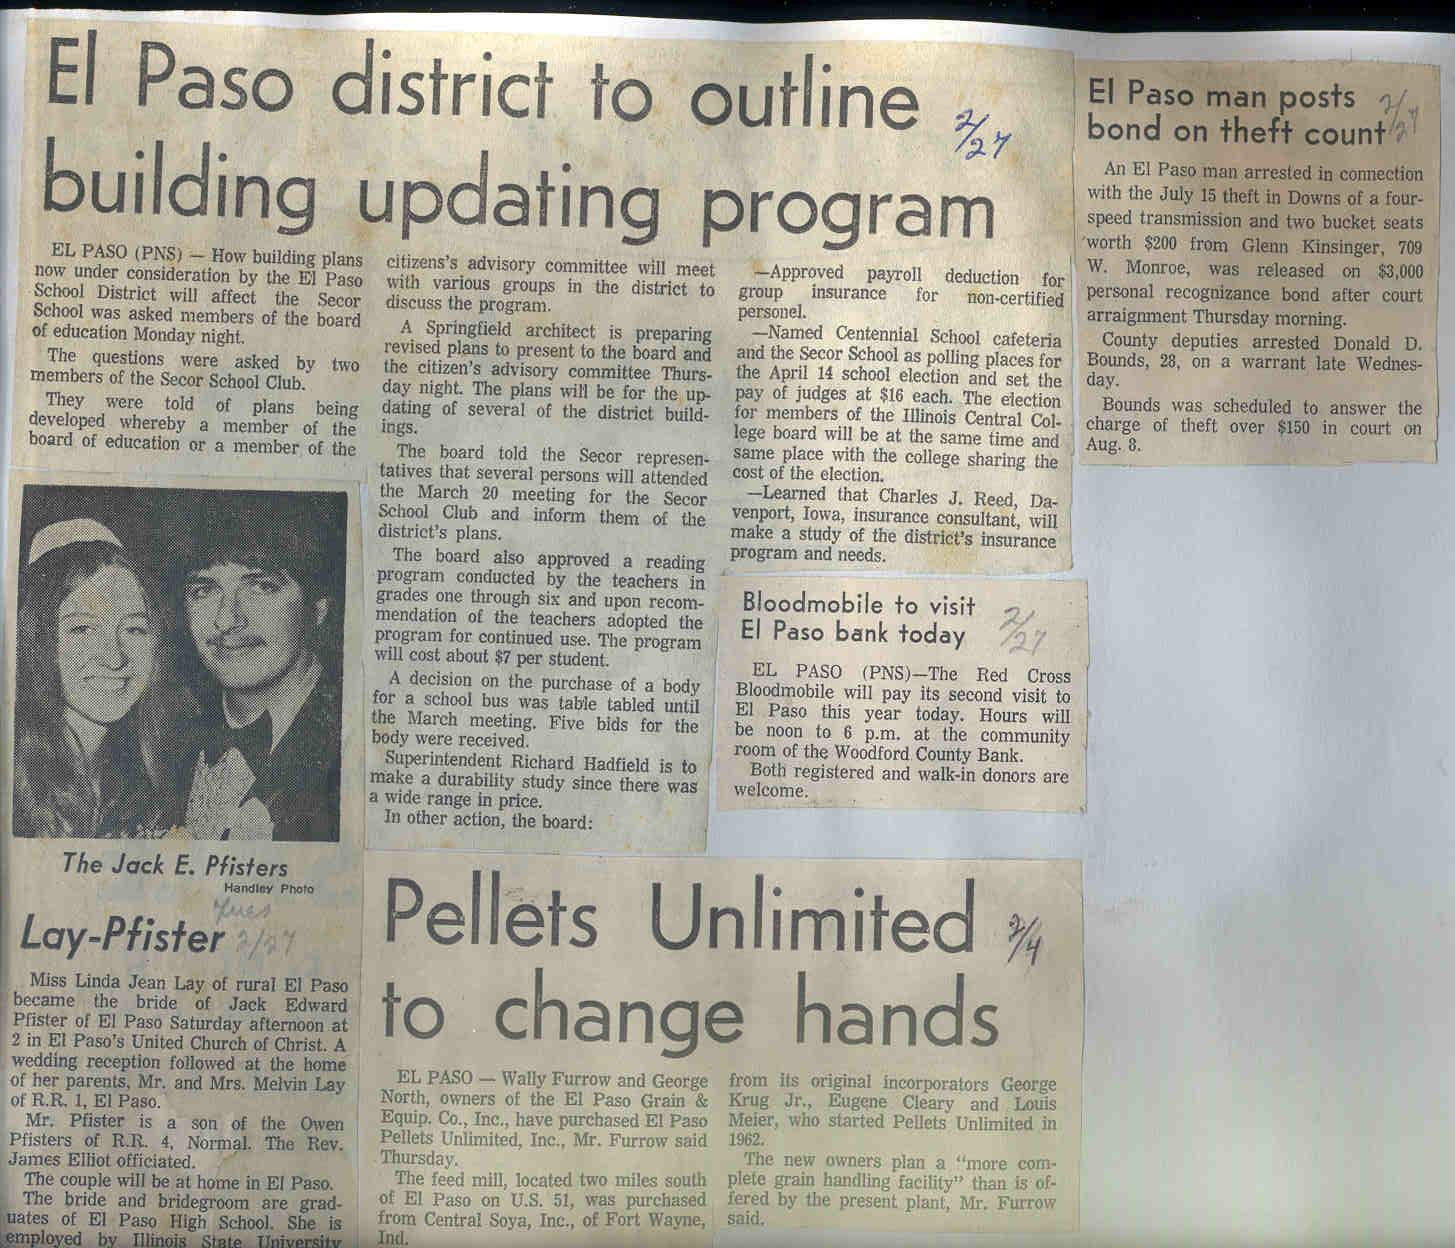 El Paso district to outline
building updating program
2/27
EL PASO (PNS) — How building plans
now under consideration by the El Paso
School District will affect the Secor
School was asked members of the board
of education Monday night.
The questions were asked by two
members of the Secor School Club.
They were told of plans being
developed whereby a member of the
board of education or a member of the
citizens's advisory committee will meet
with various groups in the district to
discuss the program.
A Springfield architect is preparing
revised plans to present to the board and
the citizen's advisory committee Thurs-
day night. The plans will be for the up-
dating of several of the district build-
ings.
The board told the Secor represen-
tatives that several persons will attended
the March 20 meeting for the Secor
School Club and inform them of the
district's plans.
The board also approved a reading
program conducted by the teachers in
grades one through six and upon recom-
mendation of the teachers adopted the
program for continued use. The program
will cost about $7 per student.
A decision on the purchase of a body
for a school bus was table tabled until
the March meeting. Five bids for the
body were received.
Superintendent Richard Hadfield is to
make a durability study since there was
a wide range in price.
In other action, the board:
—Approved payroll deduction for
group insurance for non-certified
personel.
—Named Centennial School cafeteria
and the Secor School as polling places for
the April 14 school election and set the
pay of judges at $16 each. The election
for members of the Illinois Central Col-
lege board will be at the same time and
same place with the college sharing the
cost of the election.
—Learned that Charles J. Reed, Da-
venport, Iowa, insurance consultant, will
make a study of the district's insurance
program and needs.
El Paso man posts
bond on theft count
2/27
An El Paso man arrested in connection
with the July 15 theft in Downs of a four-
speed transmission and two bucket seats
worth $200 from Glenn Kinsinger, 709
W. Monroe, was released on $3,000
personal recognizance bond after court
arraignment Thursday morning.
County deputies arrested Donald D.
Bounds, 28, on a warrant late Wednes-
day.
Bounds was scheduled to answer the
charge of theft over $150 in court on
Aug. 8.
Bloodmobile to visit
El Paso bank today
2/27
EL PASO (PNS)—The Red Cross
Bloodmobile will pay its second visit to
El Paso this year today. Hours will
be noon to 6 p.m. at the community
room of the Woodford County Bank.
Both registered and walk-in donors are
welcome.
The Jack E. Pfisters
Handley Photo
Tues
Lay-Pfister 2/27
Miss Linda Jean Lay of rural El Paso
became the bride of Jack Edward
Pfister of El Paso Saturday afternoon at
2 in El Paso's United Church of Christ. A
wedding reception followed at the home
of her parents, Mr. and Mrs. Melvin Lay
of R.R. 1, El Paso.
Mr. Pfister is a son of the Owen
Pfisters of R.R. 4, Normal. The Rev.
James Elliot officiated.
The couple will be at home in El Paso.
The bride and bridegroom are grad-
uates of El Paso High School. She is
employed by Illinois State University
Pellets Unlimited
to change hands
2/4
EL PASO — Wally Furrow and George
North, owners of the El Paso Grain &
Equip. Co., Inc., have purchased El Paso
Pellets Unlimited, Inc., Mr. Furrow said
Thursday.
The feed mill, located two miles south
of El Paso on U.S. 51, was purchased
from Central Soya, Inc., of Fort Wayne,
Ind.
from its original incorporators George
Krug Jr., Eugene Cleary and Louis
Meier, who started Pellets Unlimited in
1962.
The new owners plan a "more com-
plete grain handling facility" than is of-
fered by the present plant, Mr. Furrow
said.